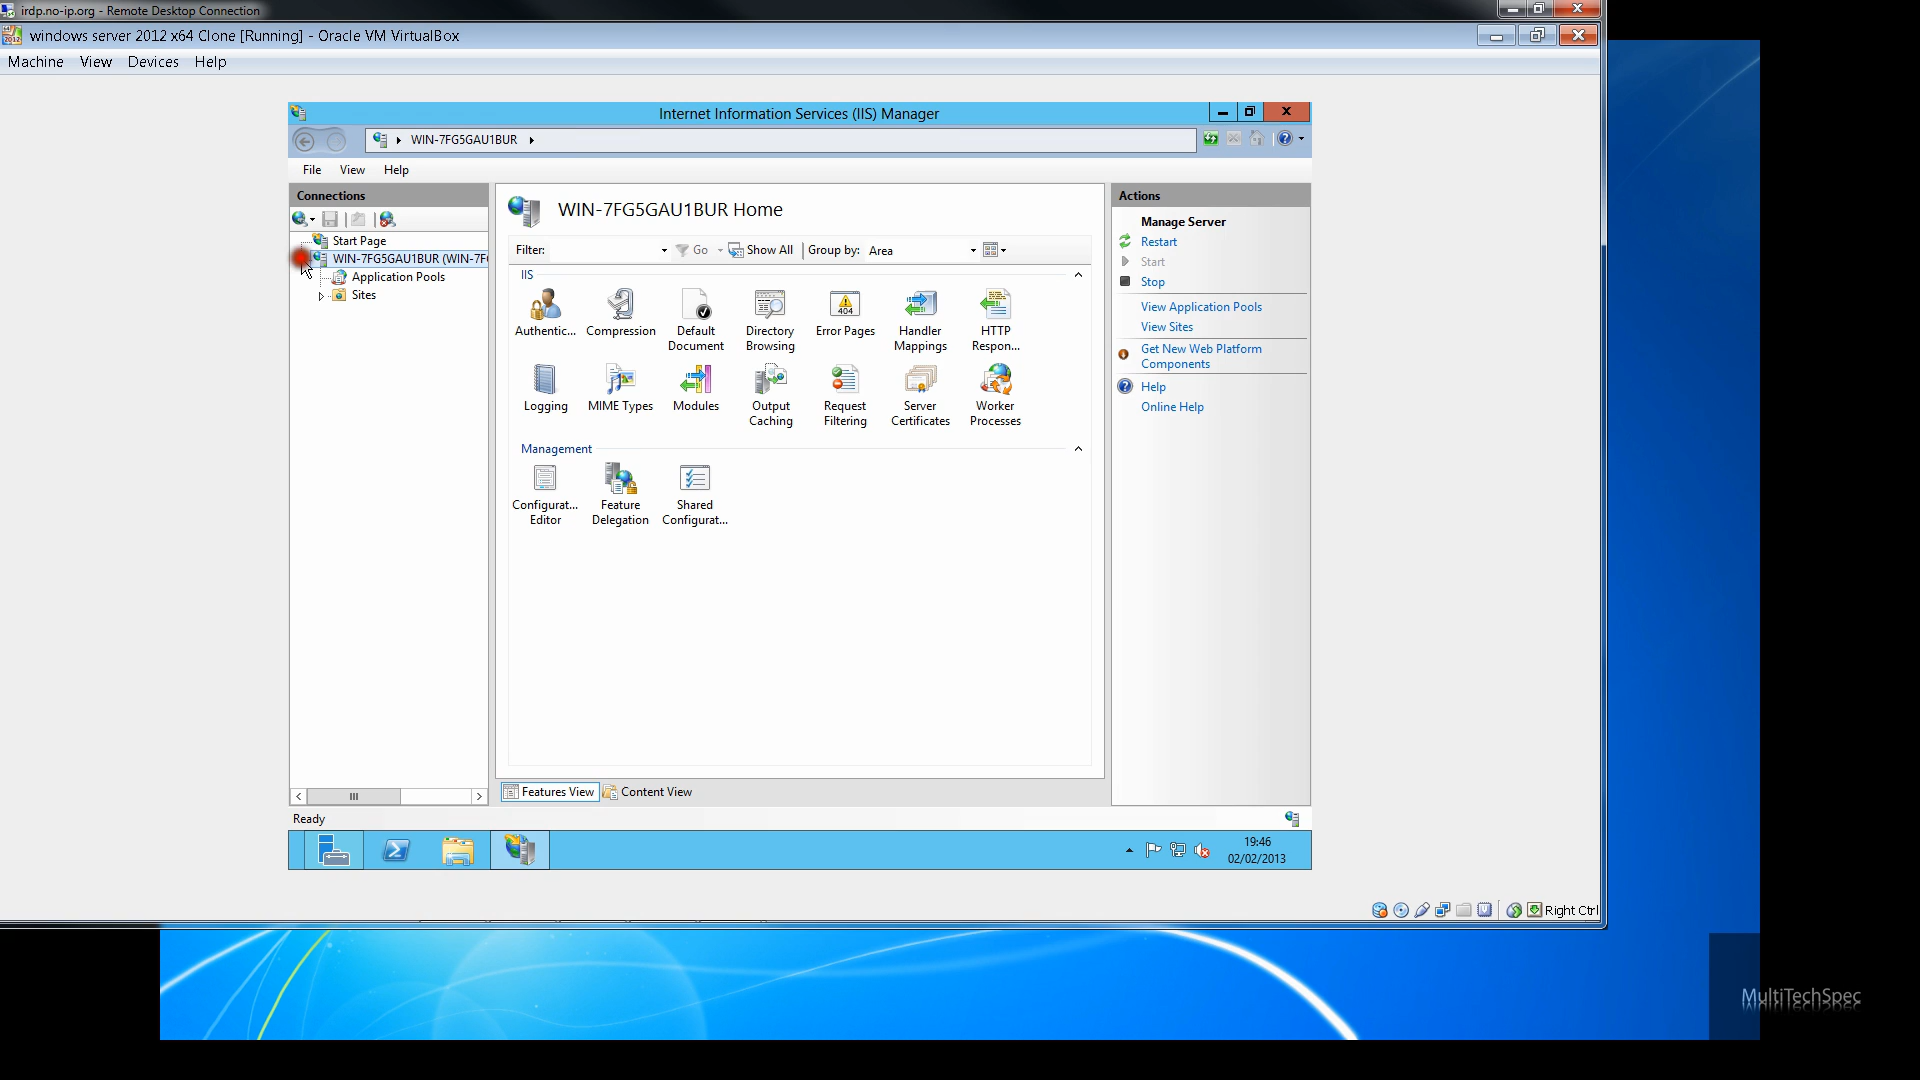 irdp.no-ip.org - Remote Desktop Connection
windows server 2012 x64 Clone [Running] - Oracle VM VirtualBox
Machine View Devices Help
Internet Information Services (IIS) Manager
WIN-7FG5GAU1BUR
File View Help
Connections
Start Page
WIN-7FG5GAU1BUR (WIN-7F
Application Pools
Sites
WIN-7FG5GAU1BUR Home
Filter: Go Show All Group by: Area
IIS
Authentic... Compression Default Document Directory Browsing Error Pages Handler Mappings HTTP Respon...
Logging MIME Types Modules Output Caching Request Filtering Server Certificates Worker Processes
Management
Configurat... Editor Feature Delegation Shared Configurat...
Features View Content View
Actions
Manage Server
Restart
Start
Stop
View Application Pools
View Sites
Get New Web Platform
Components
Help
Online Help
Ready
19:46
02/02/2013
Right Ctrl
MultiTechSpec